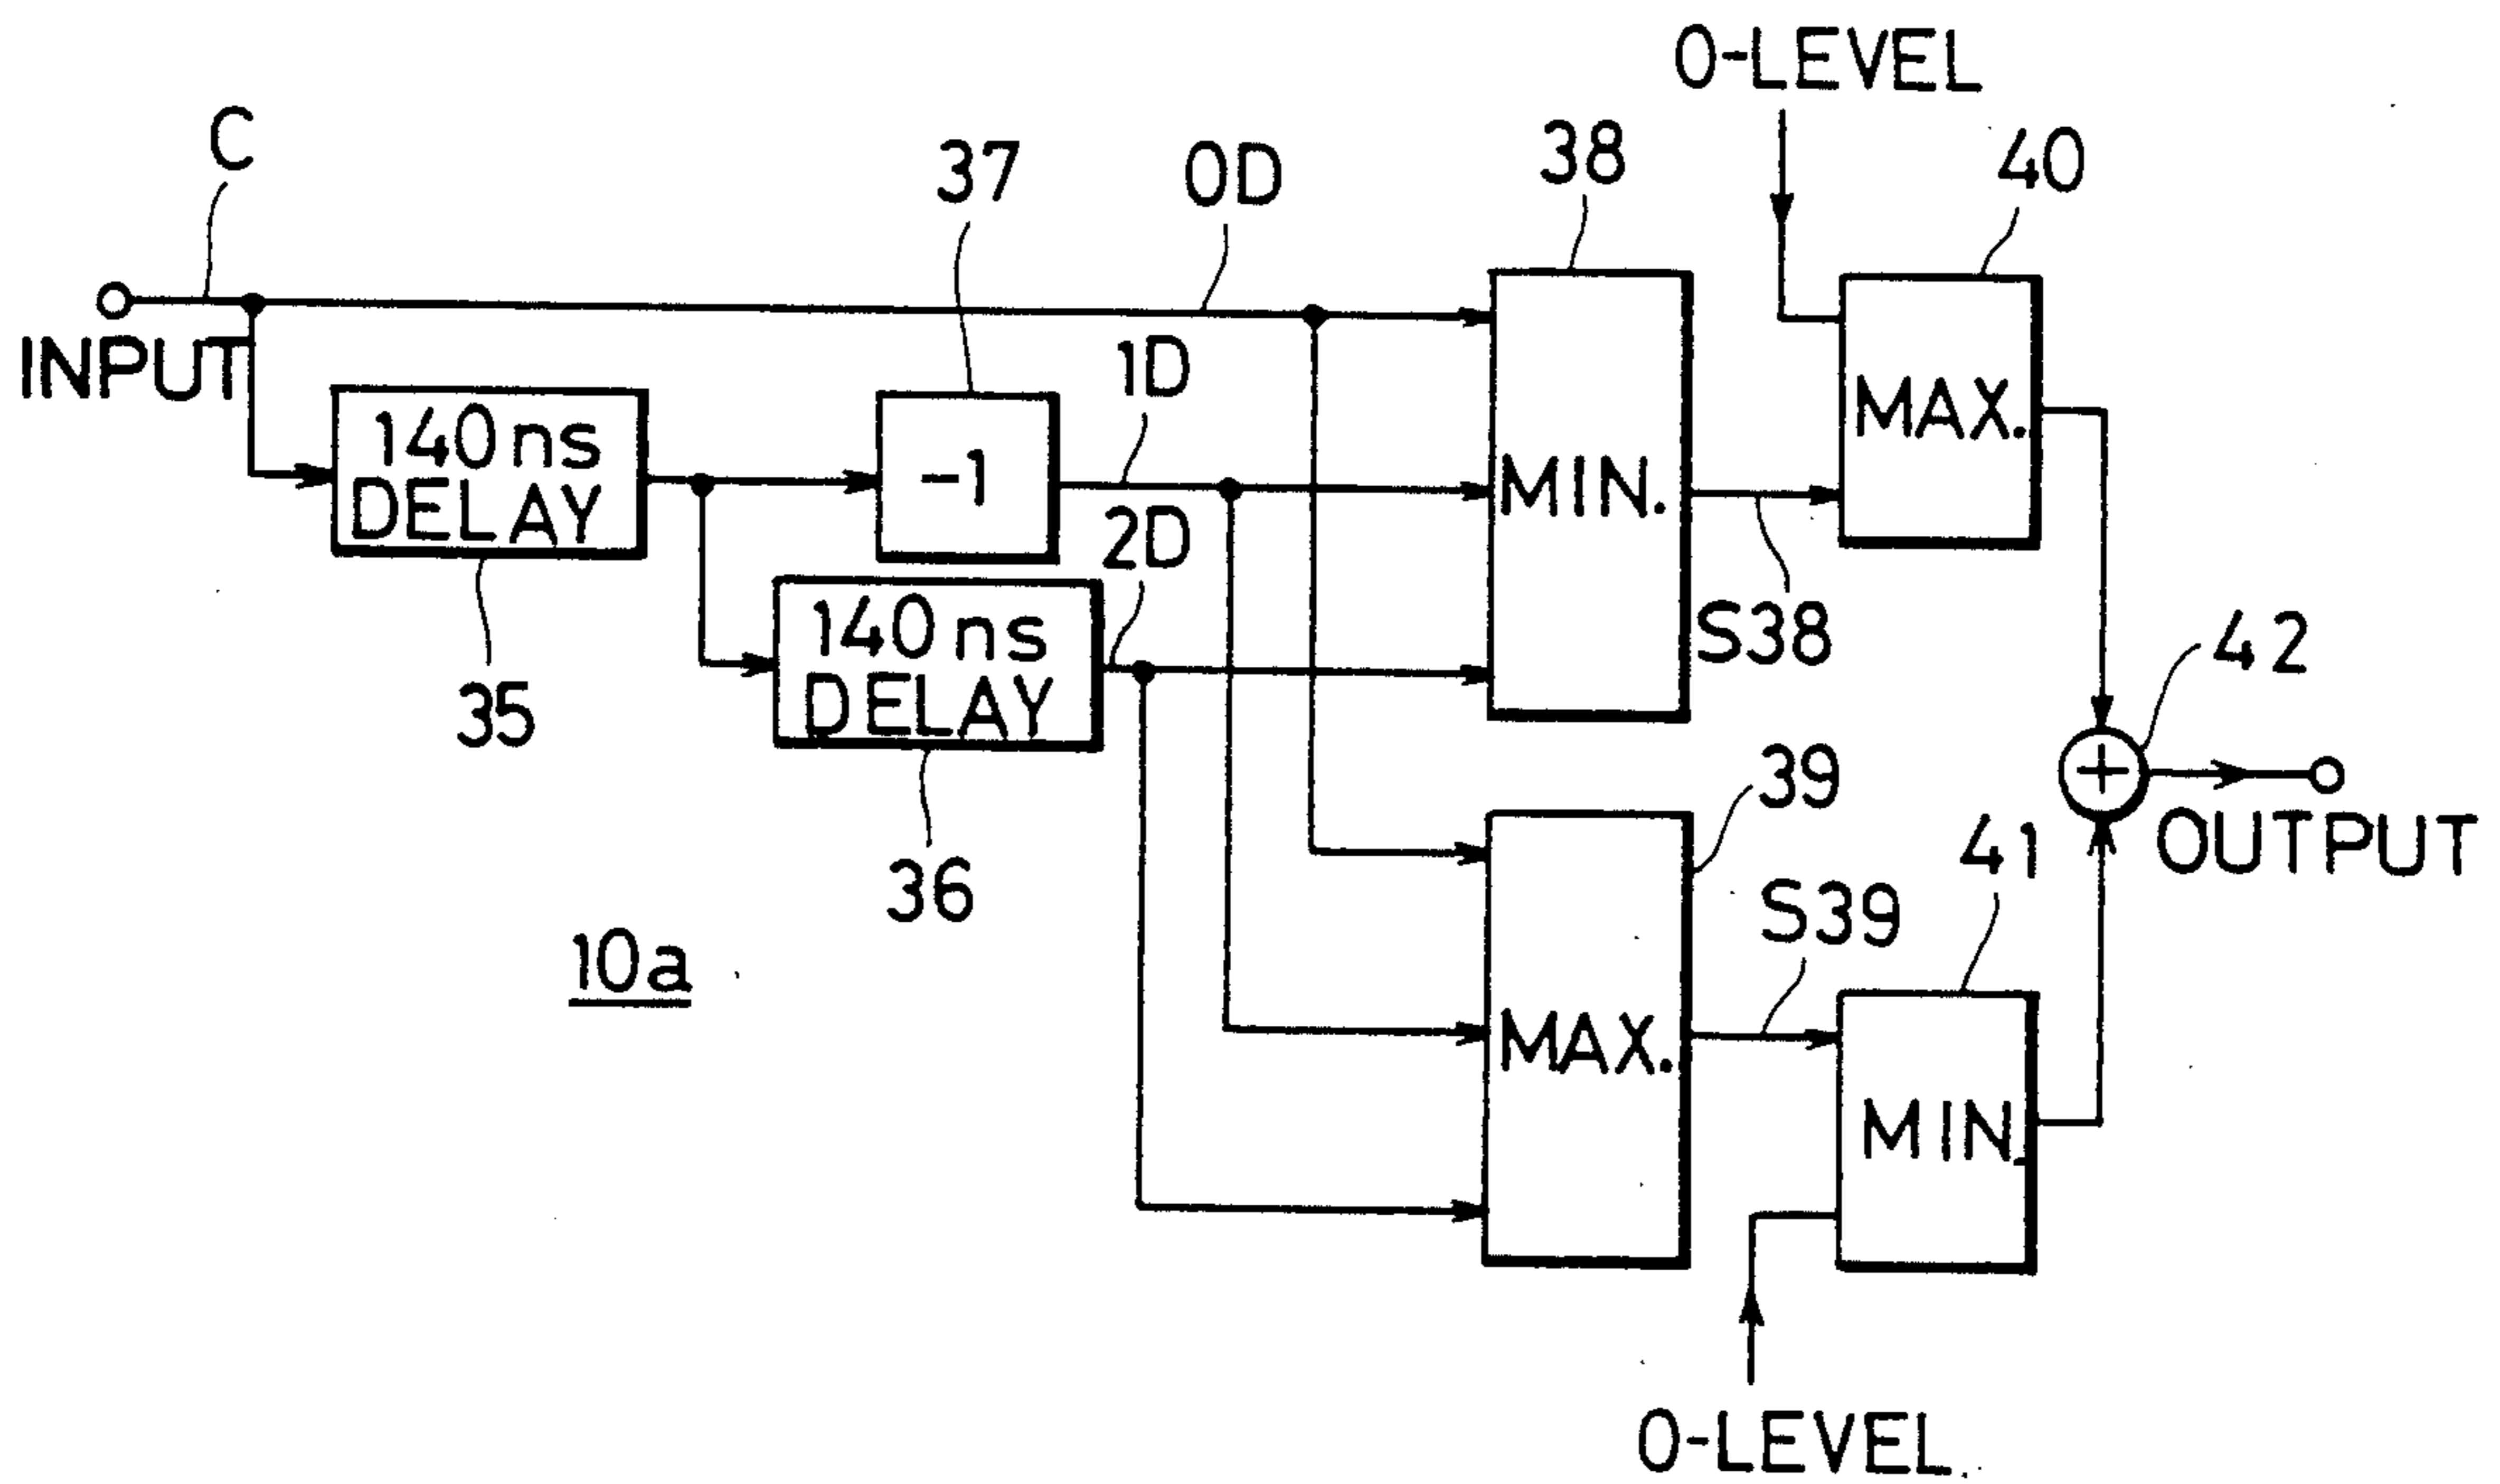 0-LEVEL
C
37
0D
38
40
INPUT
1D
140ns
DELAY
-1
MIN.
MAX.
2D
140ns
DELAY
S38
42
35
36
39
+
OUTPUT
41
S39
10a
MAX.
MIN.
0-LEVEL